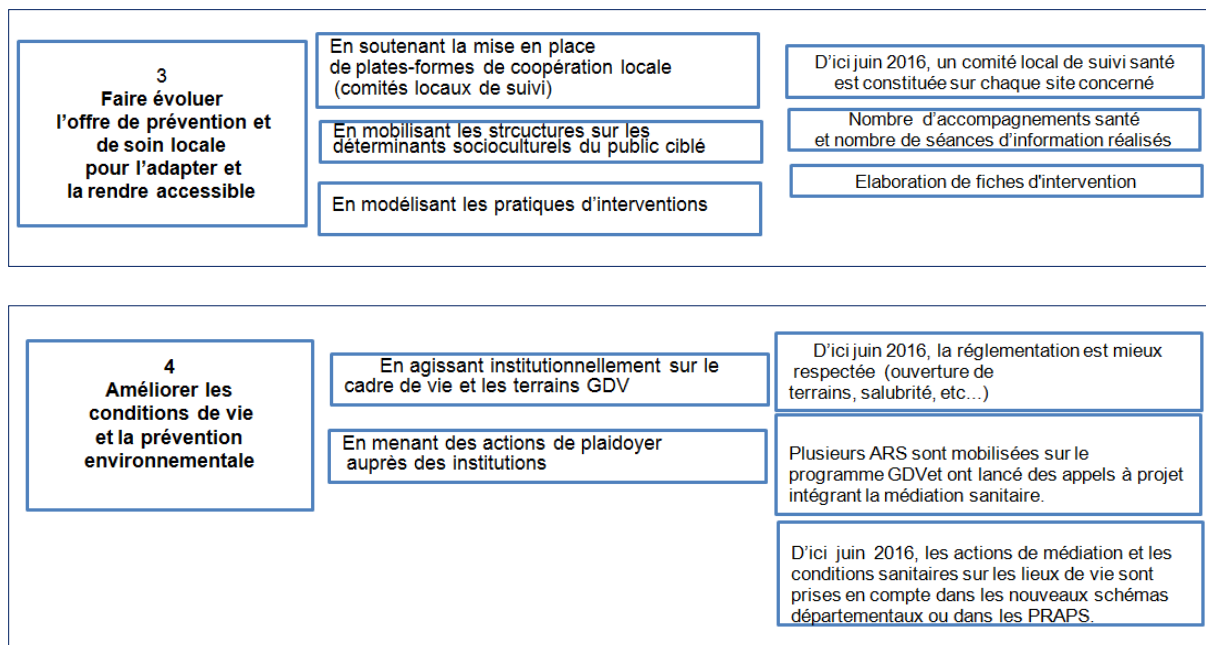 3
Faire évoluer
l'offre de prévention et
de soin locale
pour l'adapter et
la rendre accessible
En soutenant la mise en place
de plates-formes de coopération locale
(comités locaux de suivi)
En mobilisant les strcuctures sur les
déterminants socioculturels du public ciblé
En modélisant les pratiques d'interventions
D'ici juin 2016, un comité local de suivi santé
est constituée sur chaque site concerné
Nombre d'accompagnements santé
et nombre de séances d'information réalisés
Elaboration de fiches d'intervention
4
Améliorer les
conditions de vie
et la prévention
environnementale
En agissant institutionnellement sur le
cadre de vie et les terrains GDV
En menant des actions de plaidoyer
auprès des institutions
D'ici juin 2016, la réglementation est mieux
respectée (ouverture de
terrains, salubrité, etc...)
Plusieurs ARS sont mobilisées sur le
programme GDVet ont lancé des appels à projet
intégrant la médiation sanitaire.
D'ici juin 2016, les actions de médiation et les
conditions sanitaires sur les lieux de vie sont
prises en compte dans les nouveaux schémas
départementaux ou dans les PRAPS.